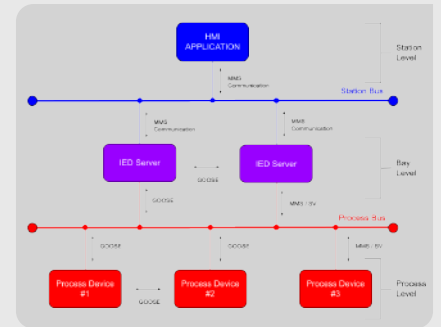 HMI
APPLICATION
Station
Level
MMS
Communication
Station Bus
MMS
Communication
MMS
Communication
IED Server
IED Server
GOOSE
Bay
Level
GOOSE
MMS / SV
Process Bus
GOOSE
GOOSE
MMS / SV
Process Device
#1
Process Device
#2
Process Device
#3
GOOSE
Process
Level